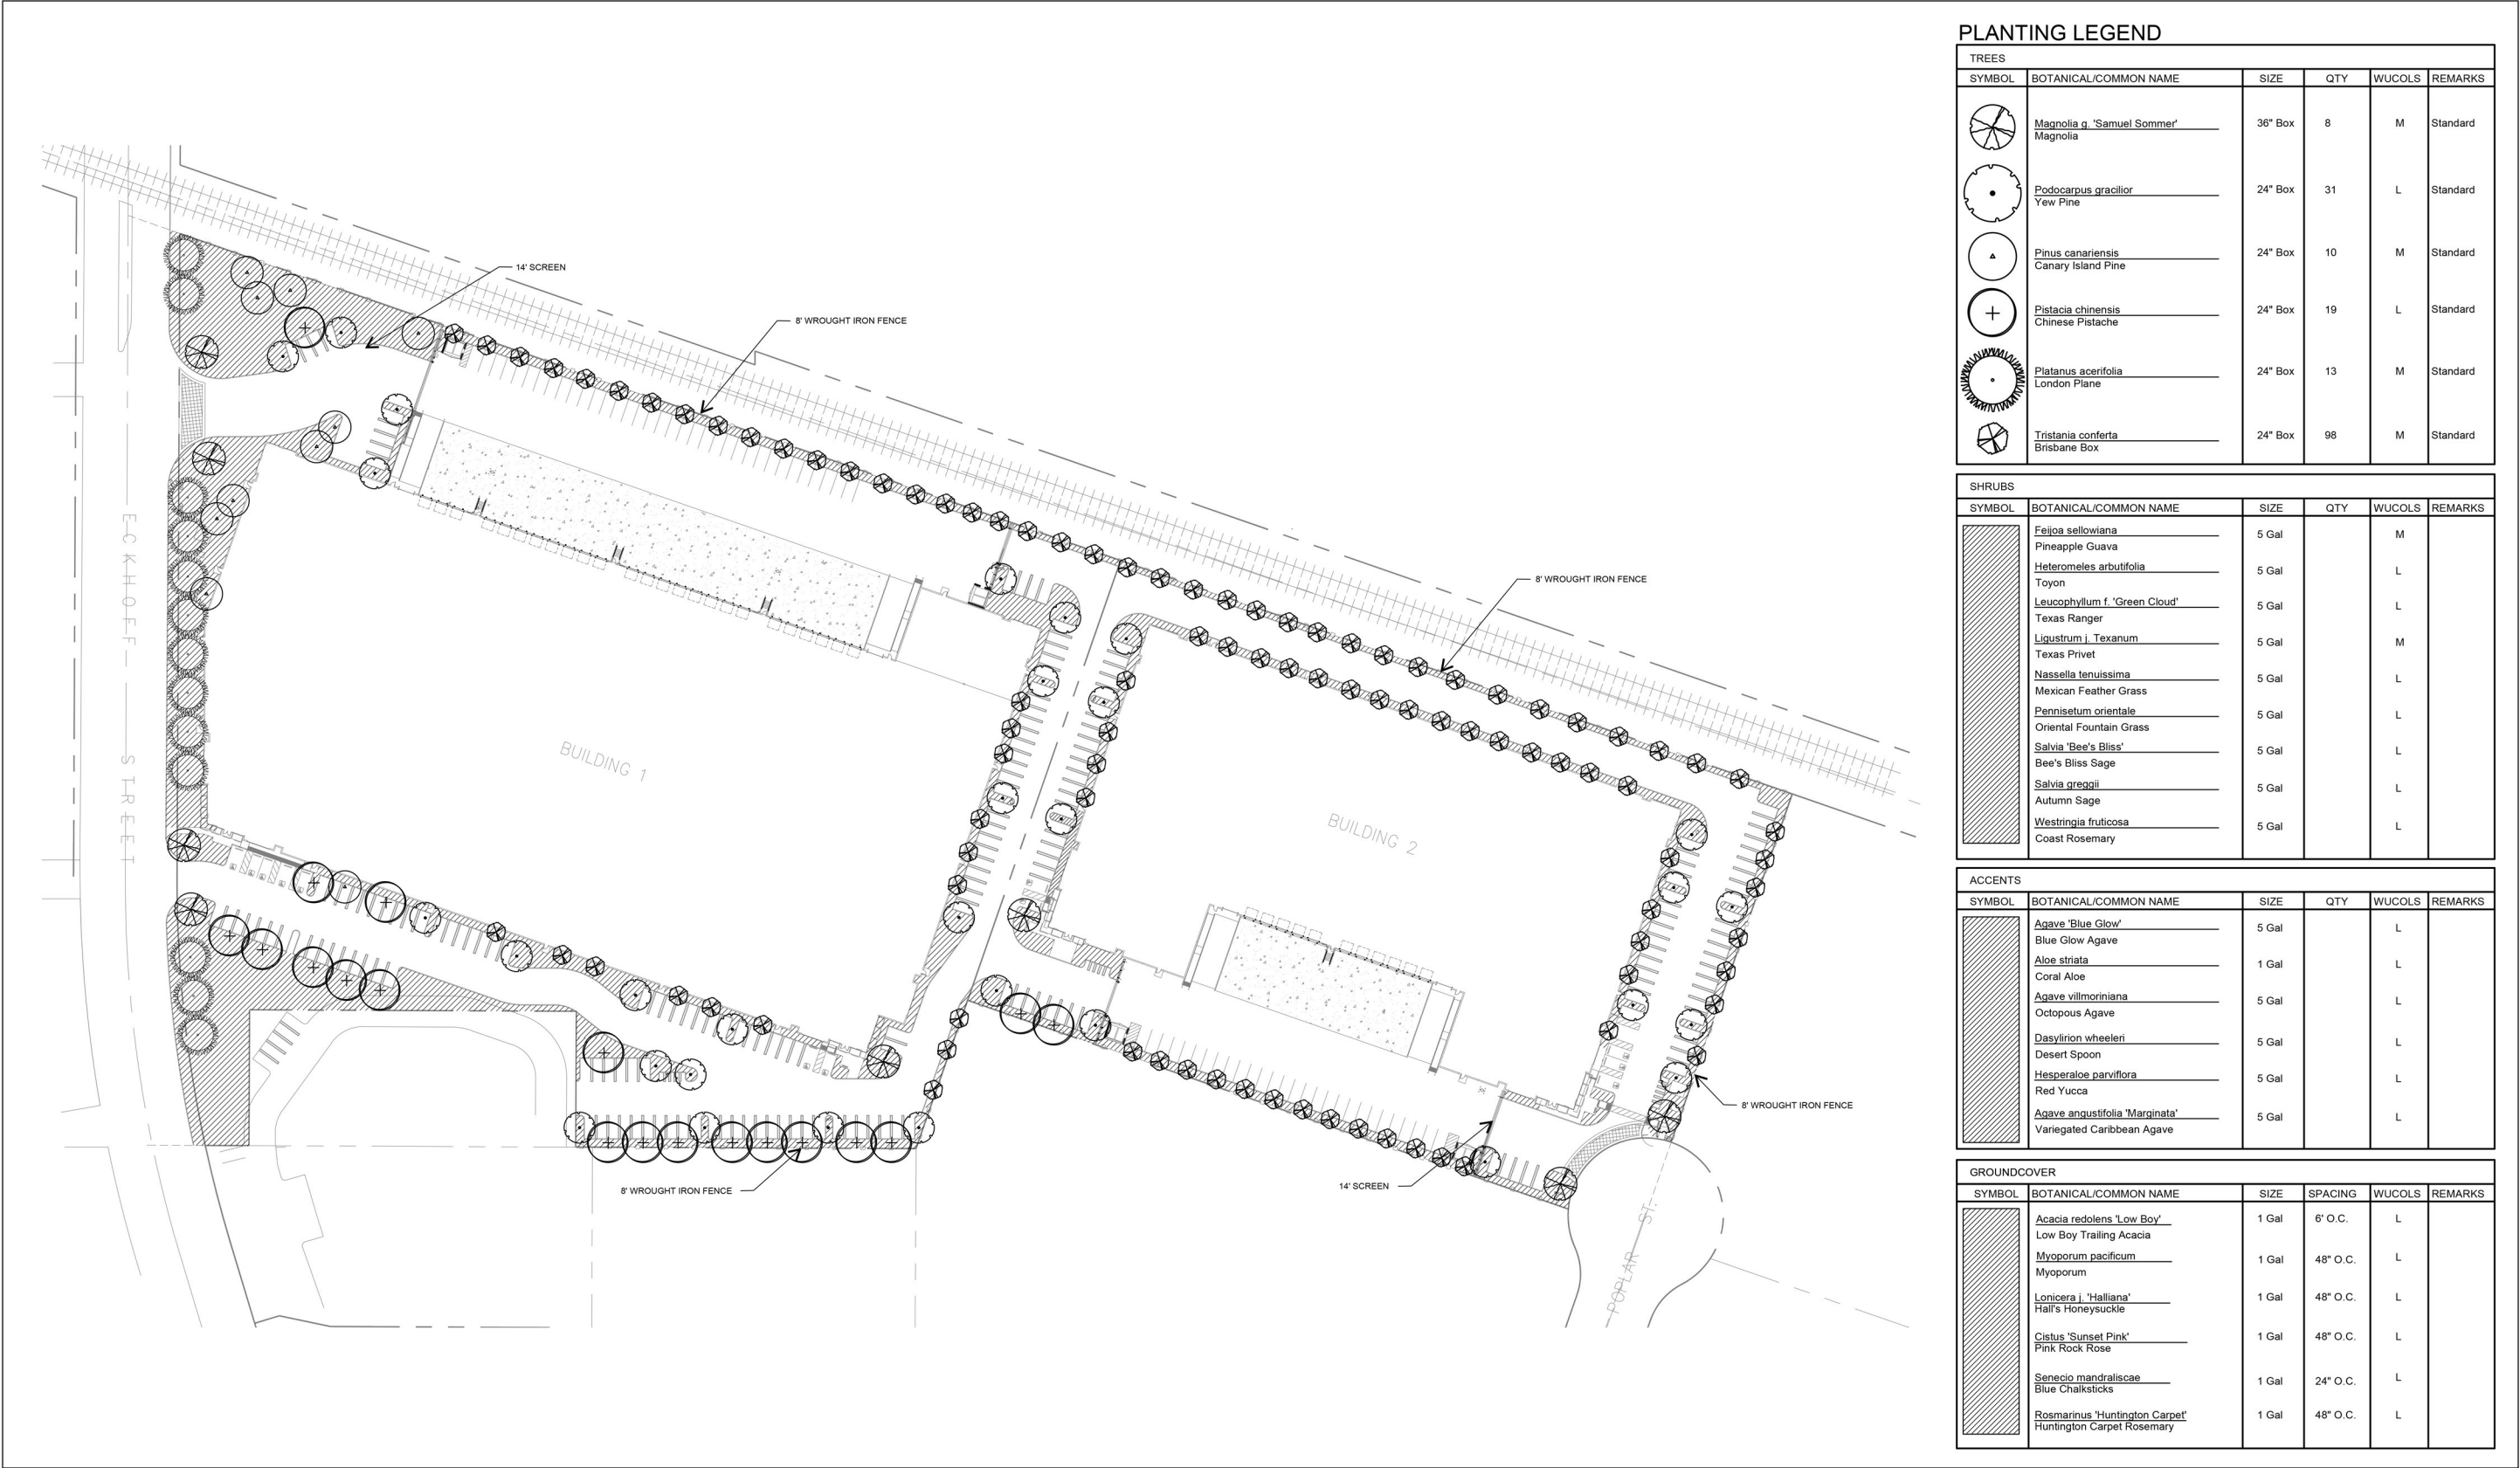 PLANTING LEGEND
TREES
SYMBOL BOTANICAL/COMMON NAME SIZE QTY WUCOLS REMARKS
Magnolia g. 'Samuel Sommer' 36" Box 8 M Standard
Magnolia
Podocarpus gracilior 24" Box 31 L Standard
Yew Pine
Pinus canariensis 24" Box 10 M Standard
Canary Island Pine
Pistacia chinensis 24" Box 19 L Standard
Chinese Pistache
Platanus acerifolia 24" Box 13 M Standard
London Plane
Tristania conferta 24" Box 98 M Standard
Brisbane Box
SHRUBS
SYMBOL BOTANICAL/COMMON NAME SIZE QTY WUCOLS REMARKS
Feijoa sellowiana 5 Gal M
Pineapple Guava
Heteromeles arbutifolia 5 Gal L
Toyon
Leucophyllum f. 'Green Cloud' 5 Gal L
Texas Ranger
Ligustrum j. Texanum 5 Gal M
Texas Privet
Nassella tenuissima 5 Gal L
Mexican Feather Grass
Pennisetum orientale 5 Gal L
Oriental Fountain Grass
Salvia 'Bee's Bliss' 5 Gal L
Bee's Bliss Sage
Salvia greggii 5 Gal L
Autumn Sage
Westringia fruticosa 5 Gal L
Coast Rosemary
ACCENTS
SYMBOL BOTANICAL/COMMON NAME SIZE QTY WUCOLS REMARKS
Agave 'Blue Glow' 5 Gal L
Blue Glow Agave
Aloe striata 1 Gal L
Coral Aloe
Agave villmoriniana 5 Gal L
Octopous Agave
Dasylirion wheeleri 5 Gal L
Desert Spoon
Hesperaloe parviflora 5 Gal L
Red Yucca
Agave angustifolia 'Marginata' 5 Gal L
Variegated Caribbean Agave
GROUNDCOVER
SYMBOL BOTANICAL/COMMON NAME SIZE SPACING WUCOLS REMARKS
Acacia redolens 'Low Boy' 1 Gal 6' O.C. L
Low Boy Trailing Acacia
Myoporum pacificum 1 Gal 48" O.C. L
Myoporum
Lonicera j. 'Halliana' 1 Gal 48" O.C. L
Hall's Honeysuckle
Cistus 'Sunset Pink' 1 Gal 48" O.C. L
Pink Rock Rose
Senecio mandraliscae 1 Gal 24" O.C. L
Blue Chalksticks
Rosmarinus 'Huntington Carpet' 1 Gal 48" O.C. L
Huntington Carpet Rosemary
14' SCREEN
8' WROUGHT IRON FENCE
8' WROUGHT IRON FENCE
ECKHOFF STREET
BUILDING 1
BUILDING 2
8' WROUGHT IRON FENCE
8' WROUGHT IRON FENCE
14' SCREEN
POPLAR ST.